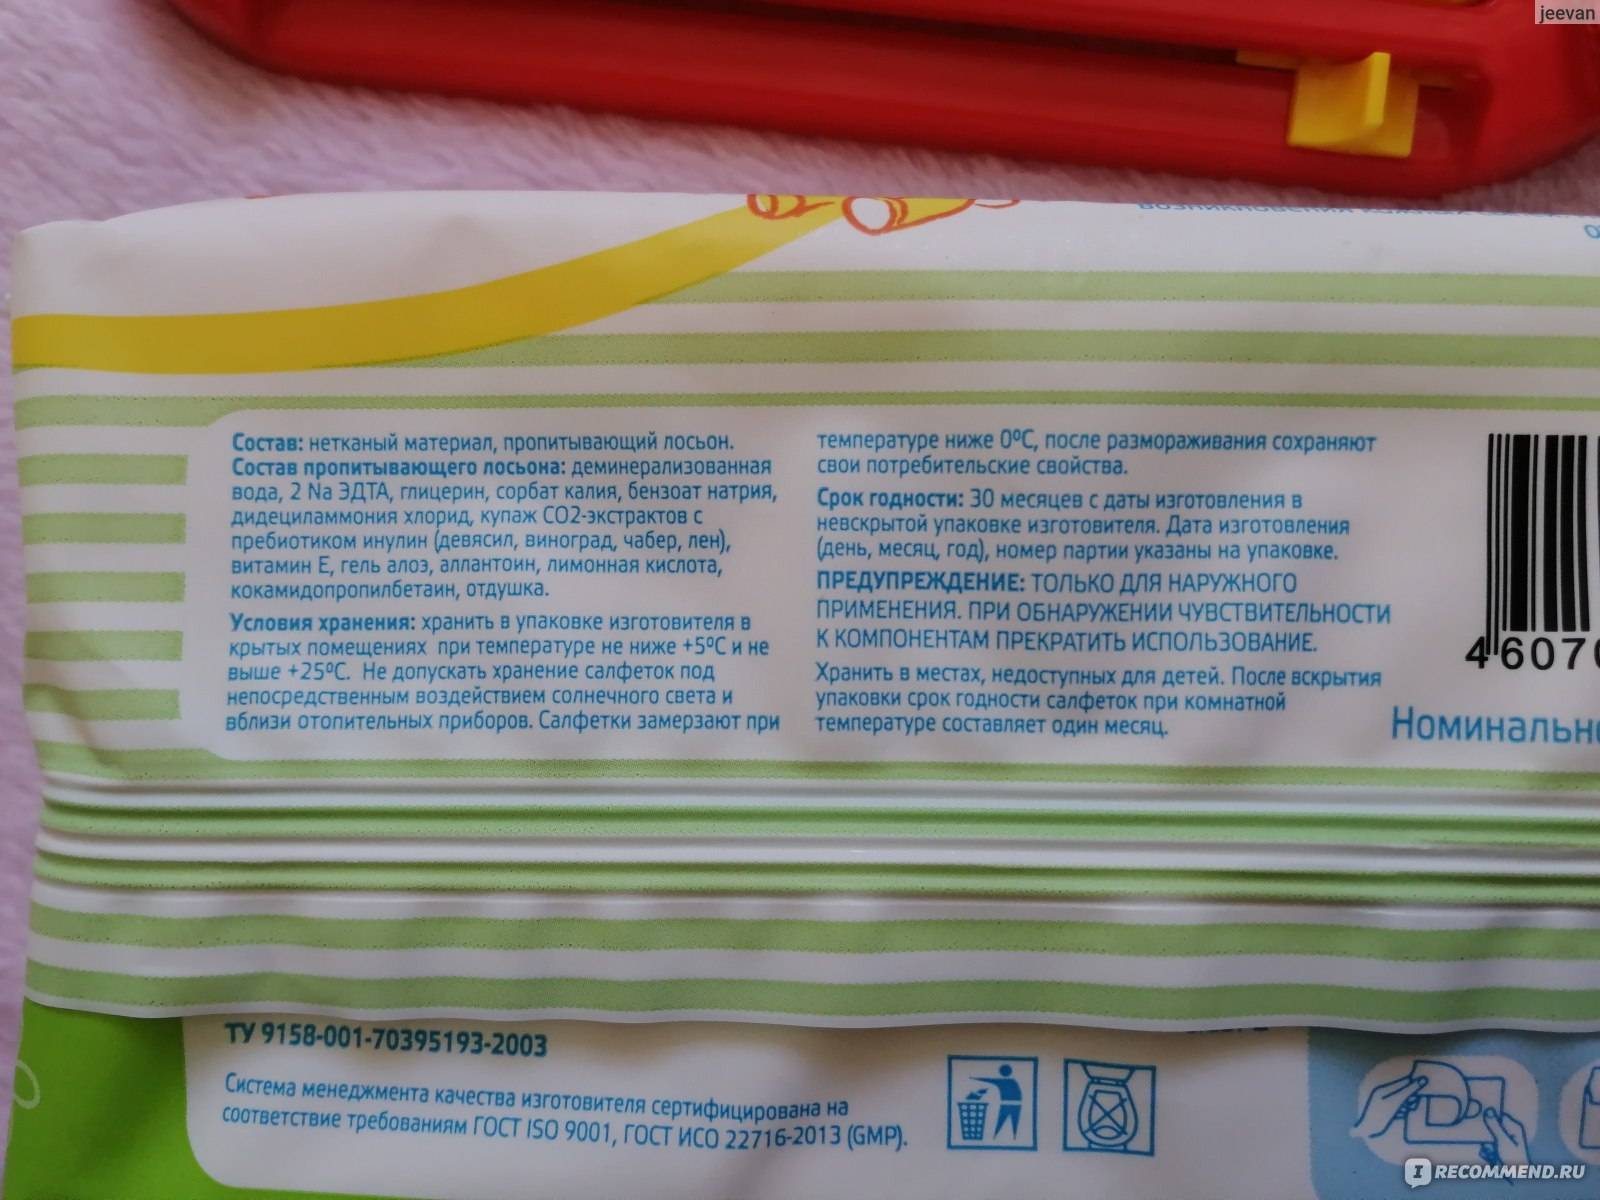 jeevan
Состав: нетканый материал, пропитывающий лосьон.
Состав пропитывающего лосьона: деминерализованная
вода, 2 Na ЭДТА, глицерин, сорбат калия, бензоат натрия,
дидециламмония хлорид, купаж СО2-экстрактов с
пребиотиком инулин (девясил, виноград, чабер, лен),
витамин Е, гель алоэ, аллантоин, лимонная кислота,
кокамидопропилбетаин, отдушка.
Условия хранения: хранить в упаковке изготовителя в
крытых помещениях при температуре не ниже +5ºС и не
выше +25ºС. Не допускать хранение салфеток под
непосредственным воздействием солнечного света и
вблизи отопительных приборов. Салфетки замерзают при
температуре ниже 0ºС, после размораживания сохраняют
свои потребительские свойства.
Срок годности: 30 месяцев с даты изготовления в
невскрытой упаковке изготовителя. Дата изготовления
(день, месяц, год), номер партии указаны на упаковке.
ПРЕДУПРЕЖДЕНИЕ: ТОЛЬКО ДЛЯ НАРУЖНОГО
ПРИМЕНЕНИЯ. ПРИ ОБНАРУЖЕНИИ ЧУВСТВИТЕЛЬНОСТИ
К КОМПОНЕНТАМ ПРЕКРАТИТЬ ИСПОЛЬЗОВАНИЕ.
Хранить в местах, недоступных для детей. После вскрытия
упаковки срок годности салфеток при комнатной
температуре составляет один месяц.
4 6070
Номинальн
ТУ 9158-001-70395193-2003
Система менеджмента качества изготовителя сертифицирована на
соответствие требованиям ГОСТ ISO 9001, ГОСТ ИСО 22716-2013 (GMP).
IRECOMMEND.RU